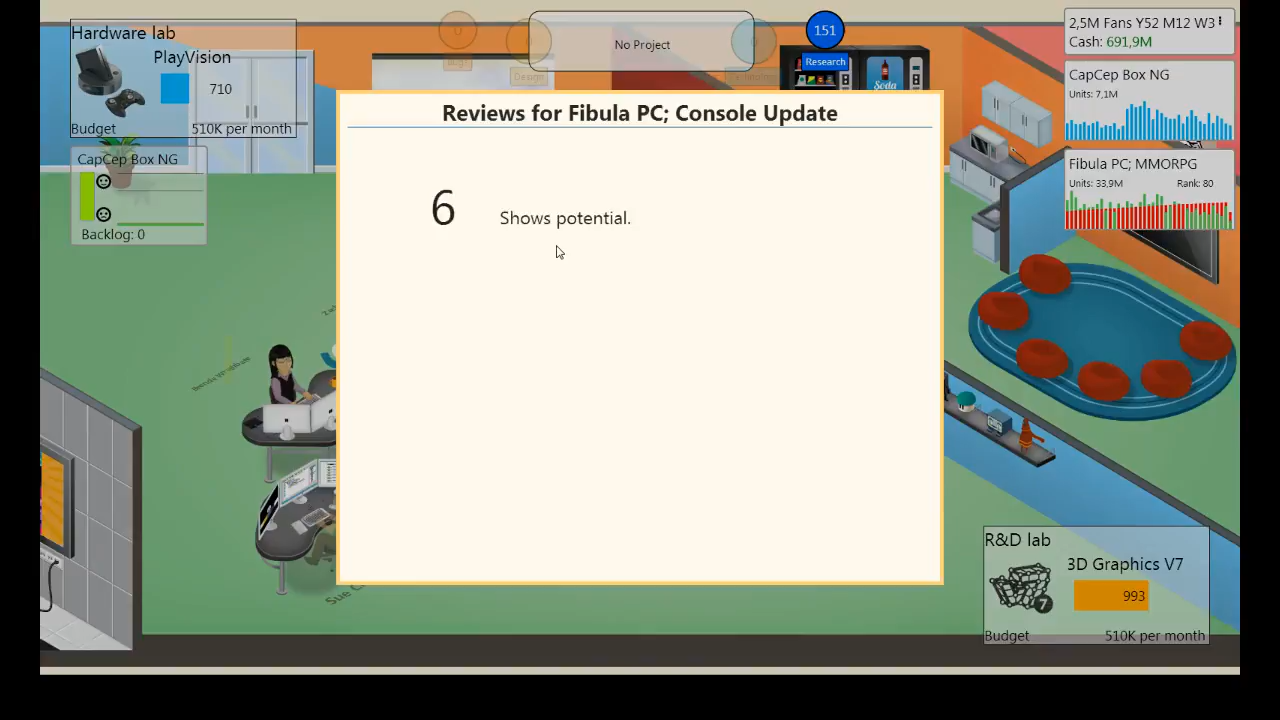 Hardware lab
PlayVision
710
Budget 510K per month
CapCep Box NG
Backlog: 0
No Project
151
Research
Design
Soda
2,5M Fans Y52 M12 W3
Cash: 691,9M
CapCep Box NG
Units: 7,1M
Fibula PC; MMORPG
Units: 33,9M Rank: 80
Reviews for Fibula PC; Console Update
6 Shows potential.
Sue
R&D lab
3D Graphics V7
7
993
Budget 510K per month